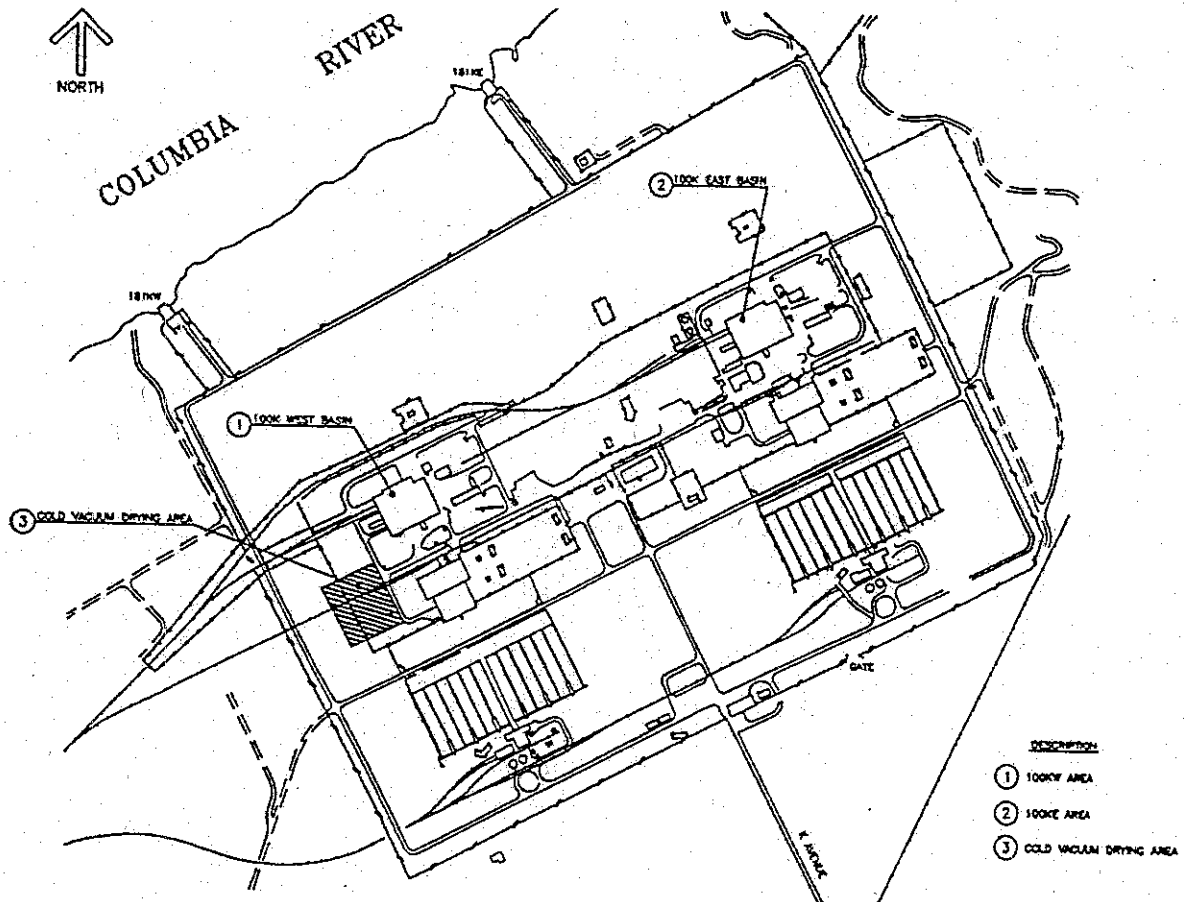 NORTH
COLUMBIA RIVER
181KE
181KW
2 100K EAST BASIN
1 100K WEST BASIN
3 COLD VACUUM DRYING AREA
GATE
K AVENUE
DESCRIPTION
1 100KW AREA
2 100KE AREA
3 COLD VACUUM DRYING AREA